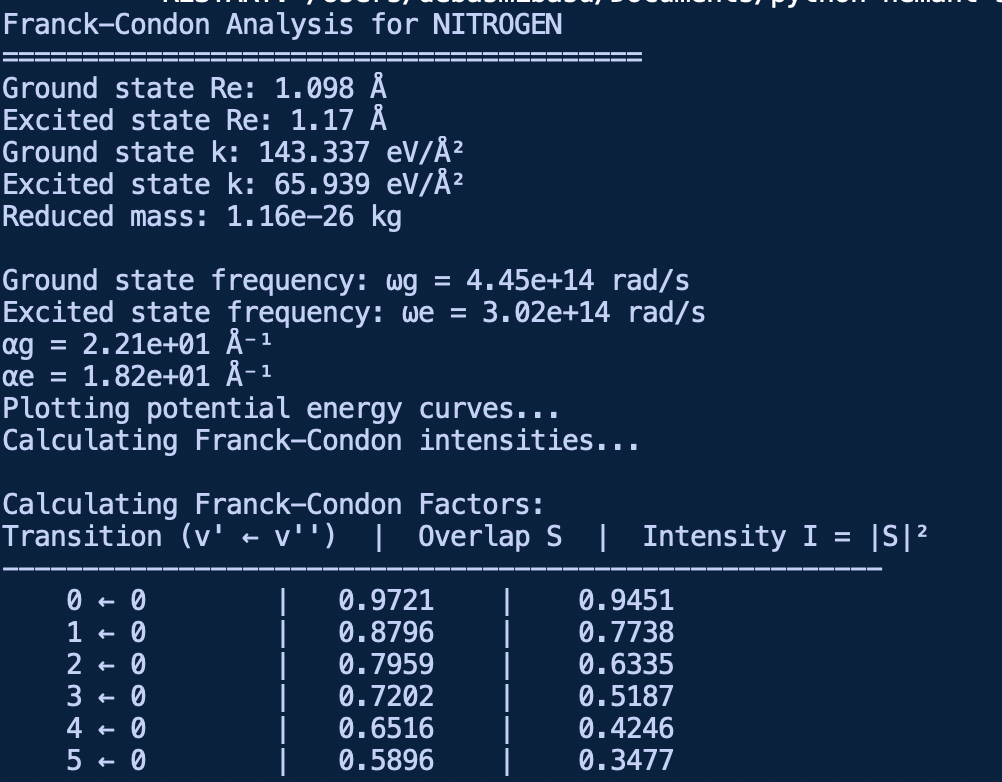 Franck-Condon Analysis for NITROGEN
========================================
Ground state Re: 1.098 Å
Excited state Re: 1.17 Å
Ground state k: 143.337 eV/Å²
Excited state k: 65.939 eV/Å²
Reduced mass: 1.16e-26 kg
Ground state frequency: ωg = 4.45e+14 rad/s
Excited state frequency: ωe = 3.02e+14 rad/s
αg = 2.21e+01 Å⁻¹
αe = 1.82e+01 Å⁻¹
Plotting potential energy curves...
Calculating Franck-Condon intensities...
Calculating Franck-Condon Factors:
Transition (v' ← v'')  |  Overlap S  |  Intensity I = |S|²
-------------------------------------------------------
    0 ← 0        |   0.9721    |    0.9451
    1 ← 0        |   0.8796    |    0.7738
    2 ← 0        |   0.7959    |    0.6335
    3 ← 0        |   0.7202    |    0.5187
    4 ← 0        |   0.6516    |    0.4246
    5 ← 0        |   0.5896    |    0.3477